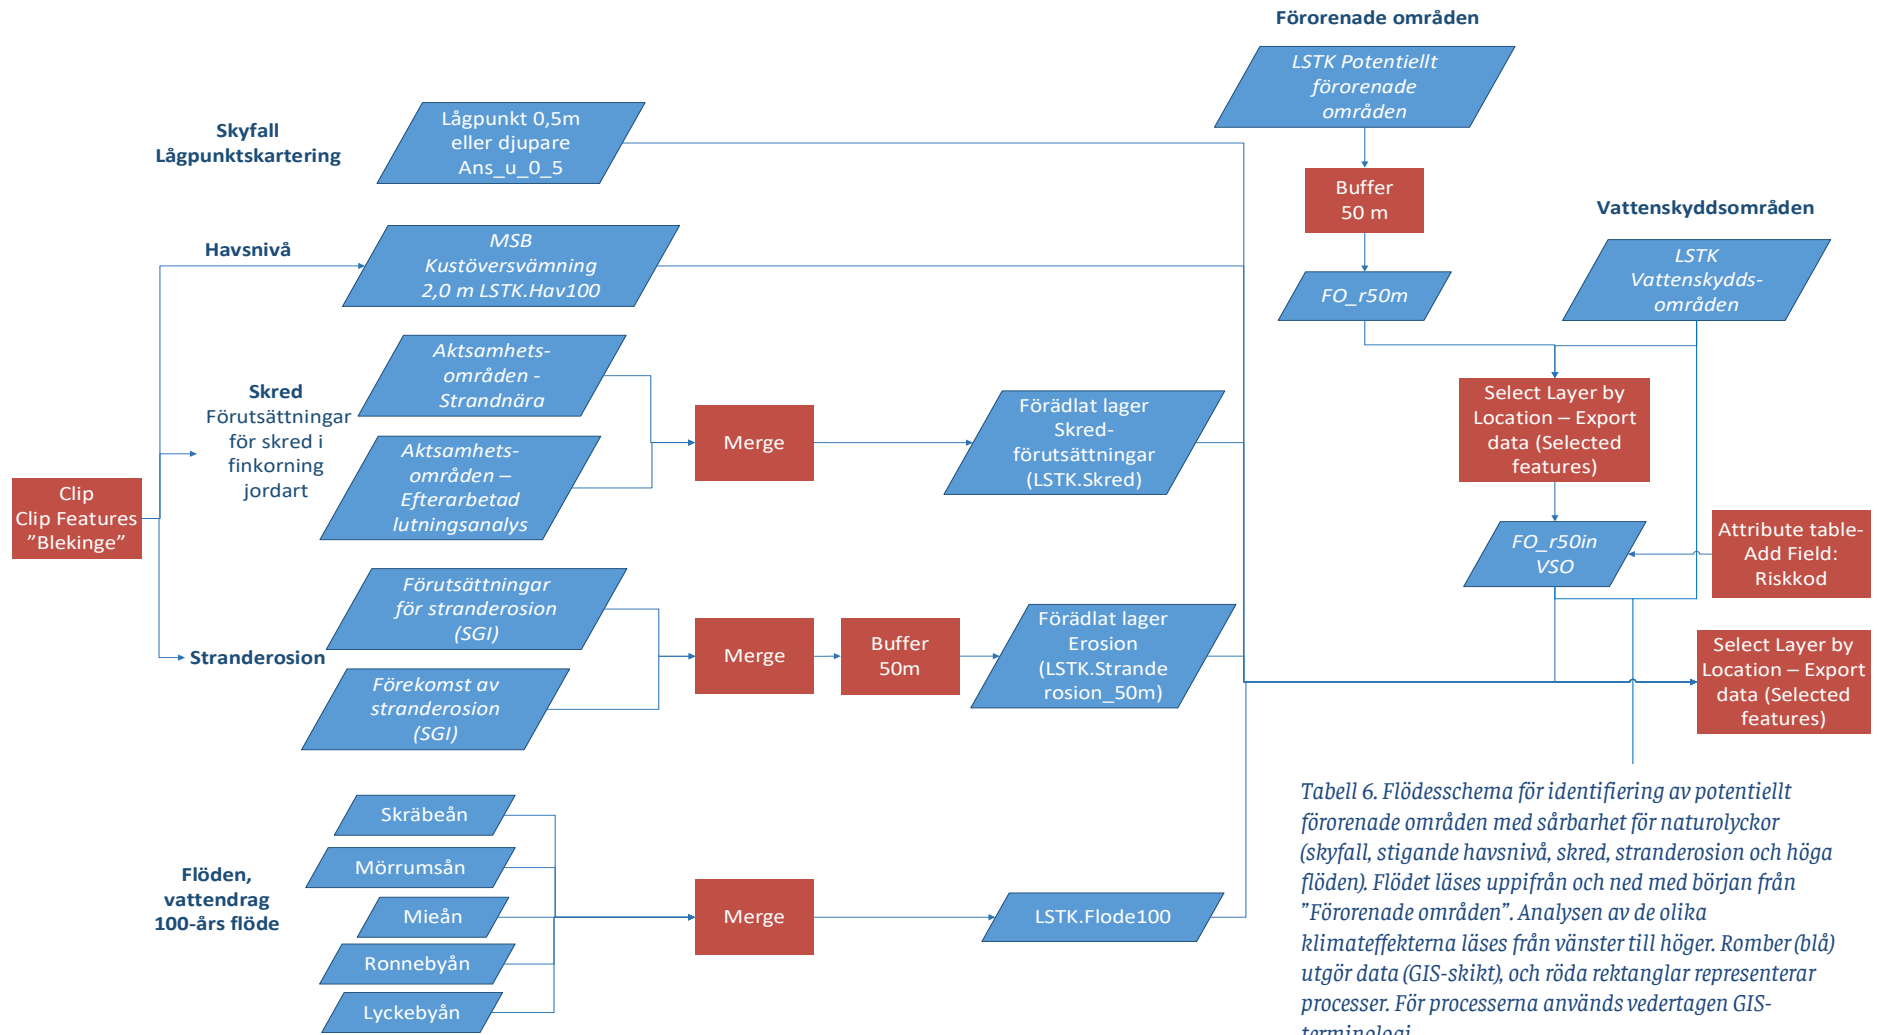 Förorenade områden
LSTK Potentiellt
förorenade
områden
Buffer
50 m
FO_r50m
Vattenskyddsområden
LSTK
Vattenskydds-
områden
Select Layer by
Location – Export
data (Selected
features)
FO_r50in
VSO
Attribute table-
Add Field:
Riskkod
Select Layer by
Location – Export
data (Selected
features)
Skyfall
Lågpunktskartering
Lågpunkt 0,5m
eller djupare
Ans_u_0_5
Havsnivå
MSB
Kustöversvämning
2,0 m LSTK.Hav100
Clip
Clip Features
”Blekinge”
Skred
Förutsättningar
för skred i
finkorning
jordart
Aktsamhets-
områden -
Strandnära
Aktsamhets-
områden –
Efterarbetad
lutningsanalys
Merge
Förädlat lager
Skred-
förutsättningar
(LSTK.Skred)
Stranderosion
Förutsättningar
för stranderosion
(SGI)
Förekomst av
stranderosion
(SGI)
Merge
Buffer
50m
Förädlat lager
Erosion
(LSTK.Strande
rosion_50m)
Flöden,
vattendrag
100-års flöde
Skräbeån
Mörrumsån
Mieån
Ronnebyån
Lyckebyån
Merge
LSTK.Flode100
Tabell 6. Flödesschema för identifiering av potentiellt
förorenade områden med sårbarhet för naturolyckor
(skyfall, stigande havsnivå, skred, stranderosion och höga
flöden). Flödet läses uppifrån och ned med början från
”Förorenade områden”. Analysen av de olika
klimateffekterna läses från vänster till höger. Romber (blå)
utgör data (GIS-skikt), och röda rektanglar representerar
processer. För processerna används vedertagen GIS-
terminologi.